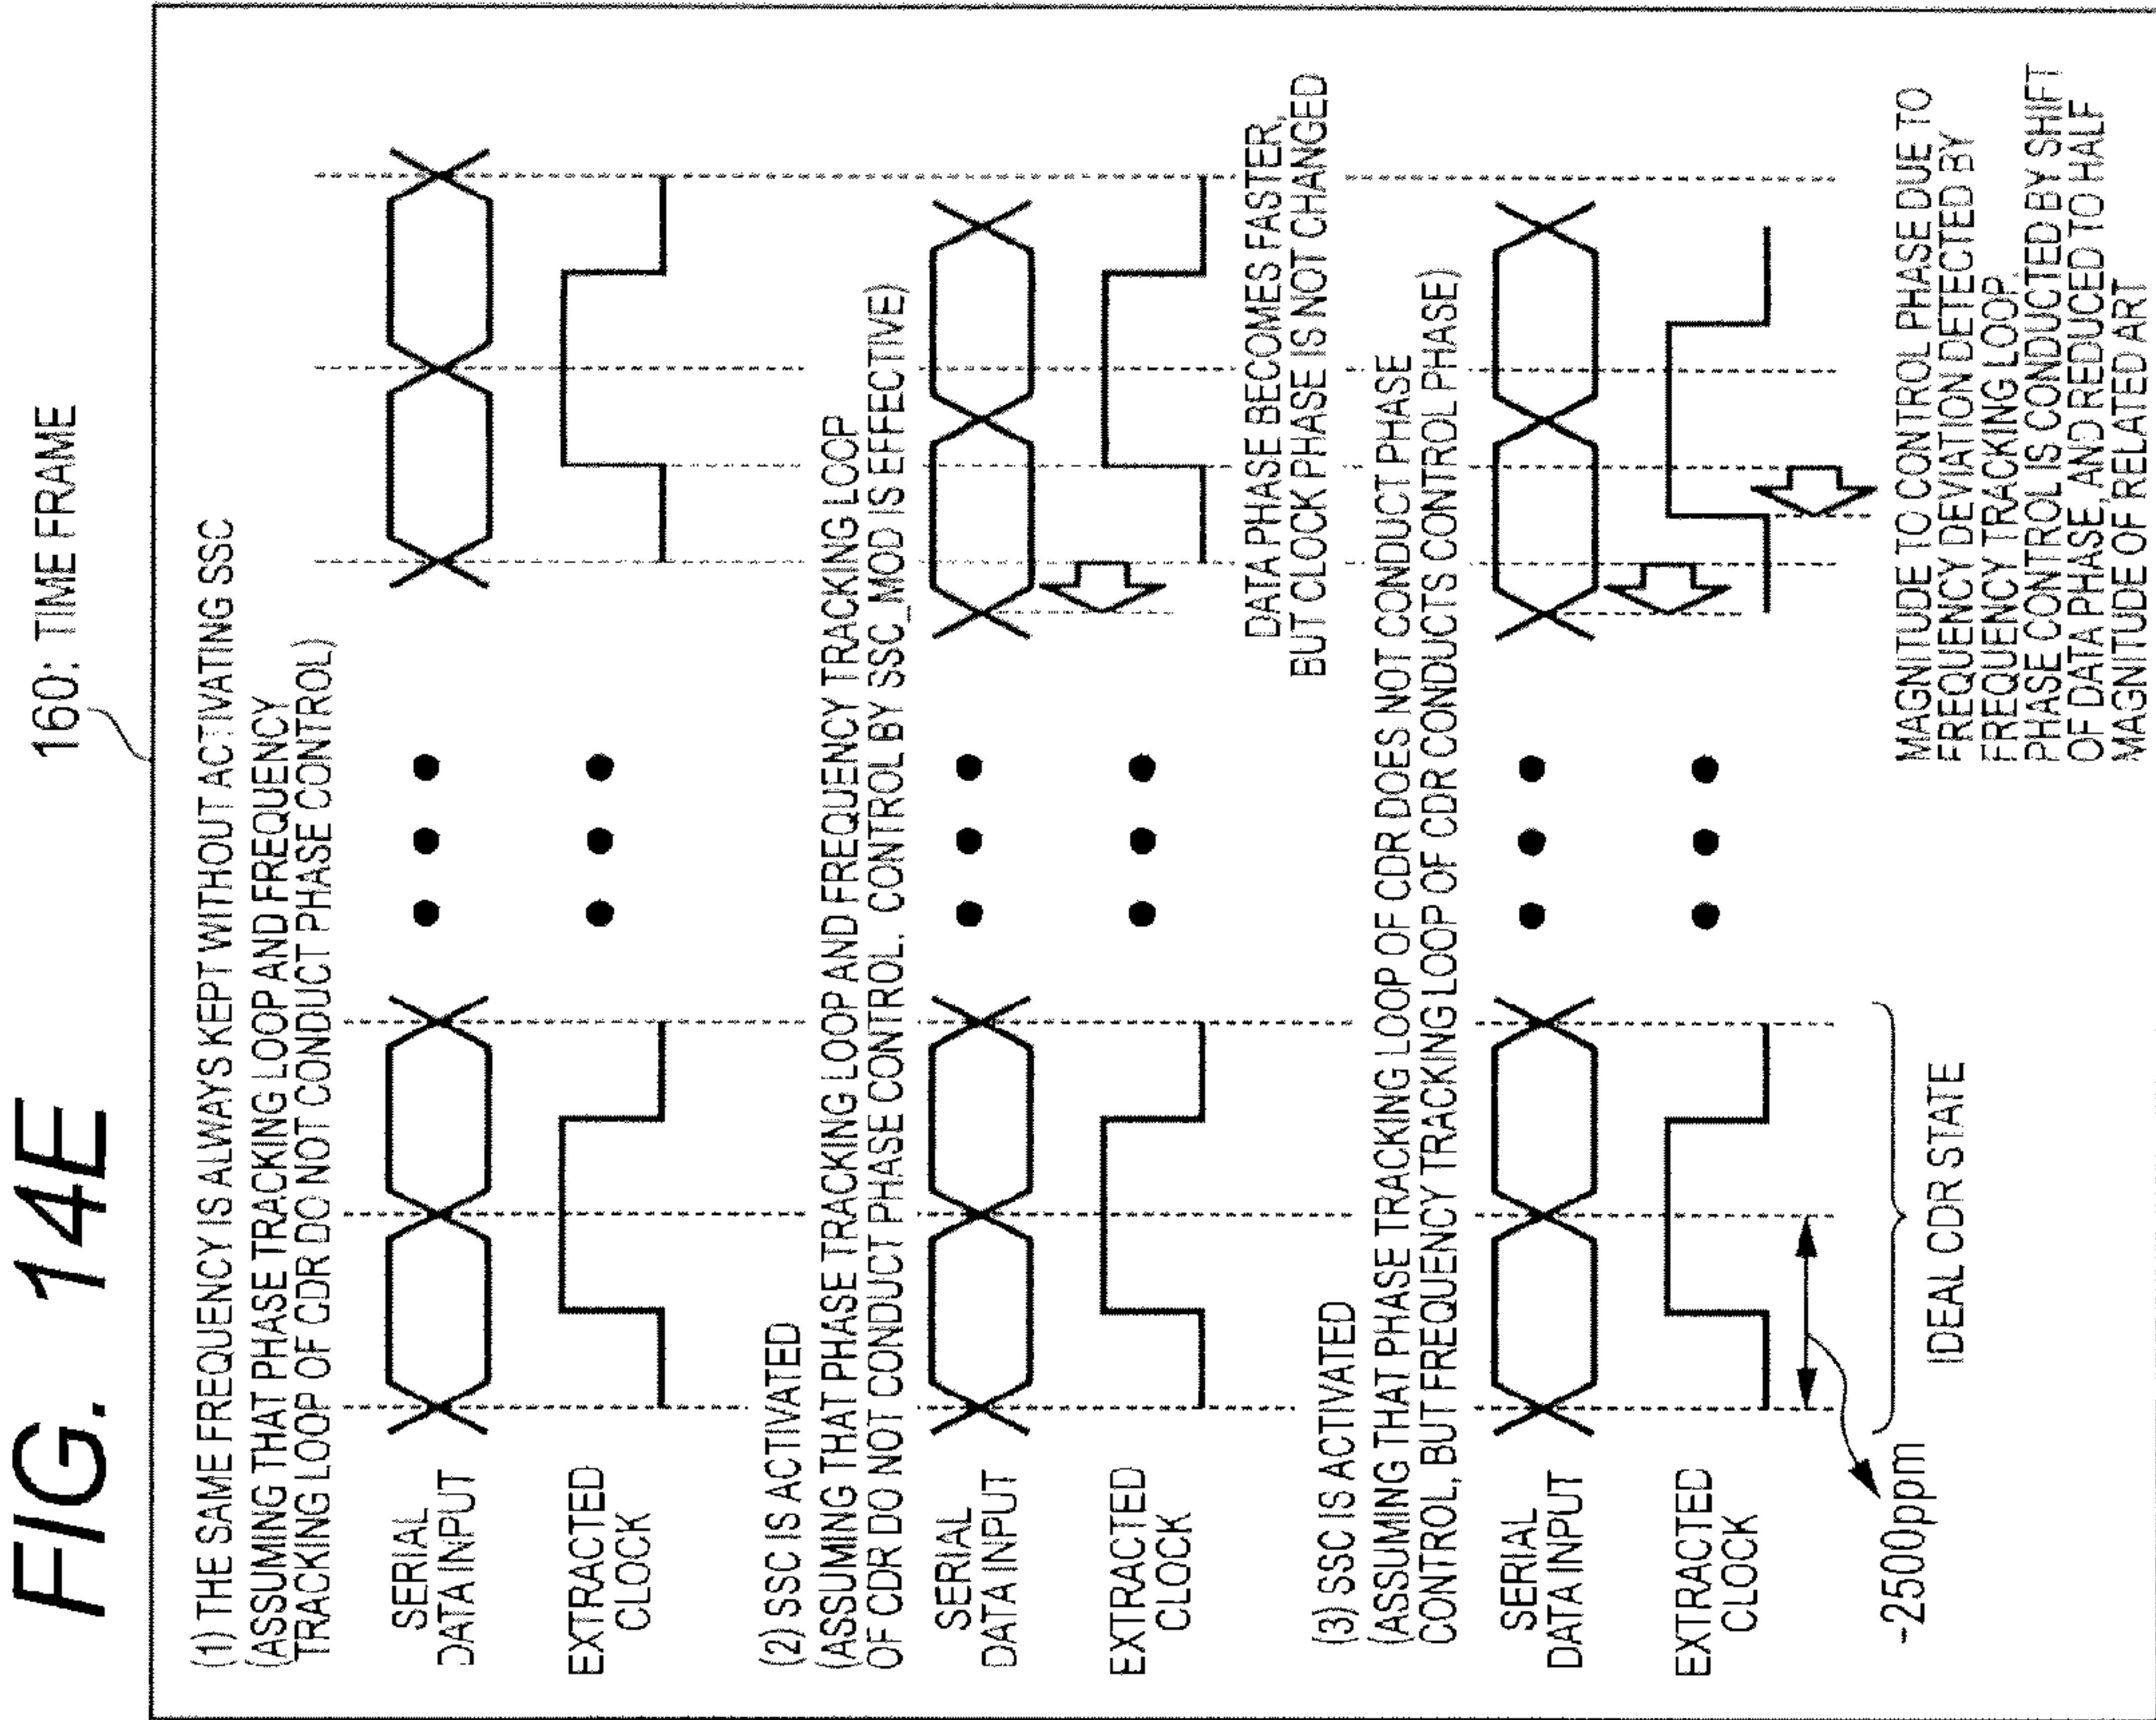 FIG. 14E
160: TIME FRAME
(1) THE SAME FREQUENCY IS ALWAYS KEPT WITHOUT ACTIVATING SSC
(ASSUMING THAT PHASE TRACKING LOOP AND FREQUENCY
TRACKING LOOP OF CDR DO NOT CONDUCT PHASE CONTROL)
SERIAL
DATA INPUT
EXTRACTED
CLOCK
(2) SSC IS ACTIVATED
(ASSUMING THAT PHASE TRACKING LOOP AND FREQUENCY TRACKING LOOP
OF CDR DO NOT CONDUCT PHASE CONTROL. CONTROL BY SSC_MOD IS EFFECTIVE)
SERIAL
DATA INPUT
EXTRACTED
CLOCK
DATA PHASE BECOMES FASTER,
BUT CLOCK PHASE IS NOT CHANGED
(3) SSC IS ACTIVATED
(ASSUMING THAT PHASE TRACKING LOOP OF CDR DOES NOT CONDUCT PHASE
CONTROL, BUT FREQUENCY TRACKING LOOP OF CDR CONDUCTS CONTROL PHASE)
SERIAL
DATA INPUT
EXTRACTED
CLOCK
-2500ppm
IDEAL CDR STATE
MAGNITUDE TO CONTROL PHASE DUE TO
FREQUENCY DEVIATION DETECTED BY
FREQUENCY TRACKING LOOP.
PHASE CONTROL IS CONDUCTED BY SHIFT
OF DATA PHASE, AND REDUCED TO HALF
MAGNITUDE OF RELATED ART